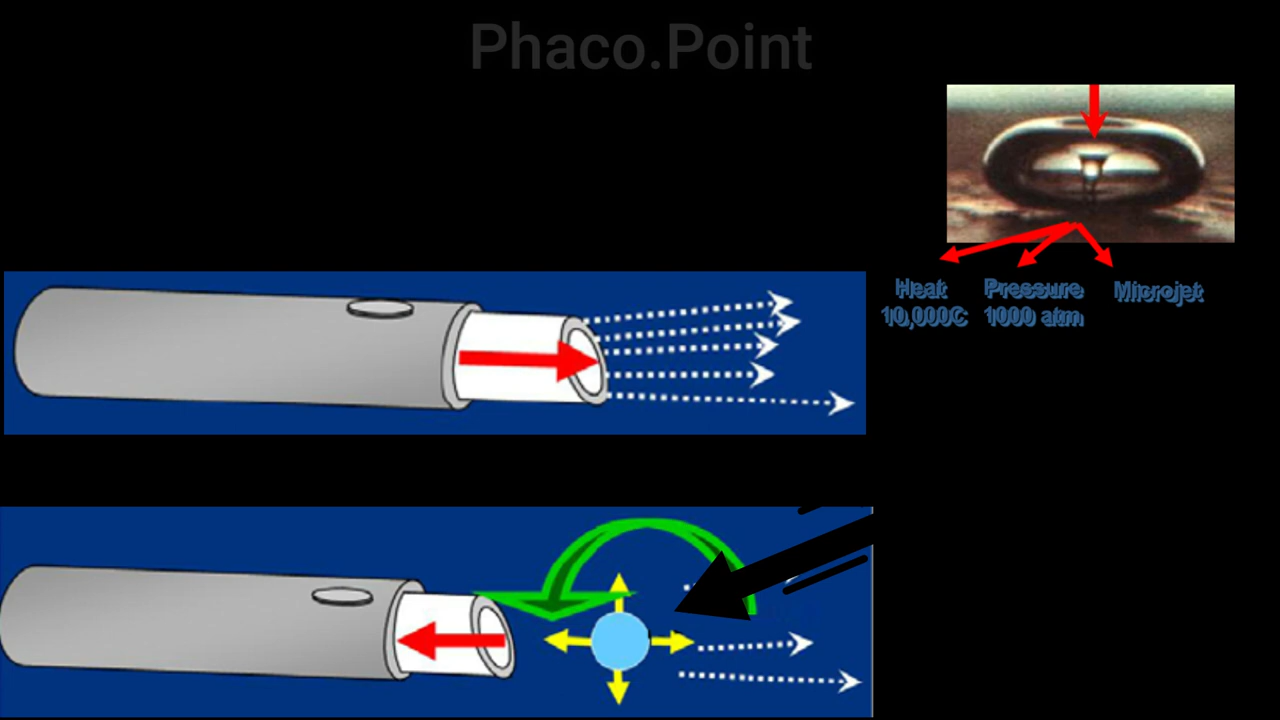 Phaco.Point
Heat
10,000C
Pressure
1000 atm
Microjet